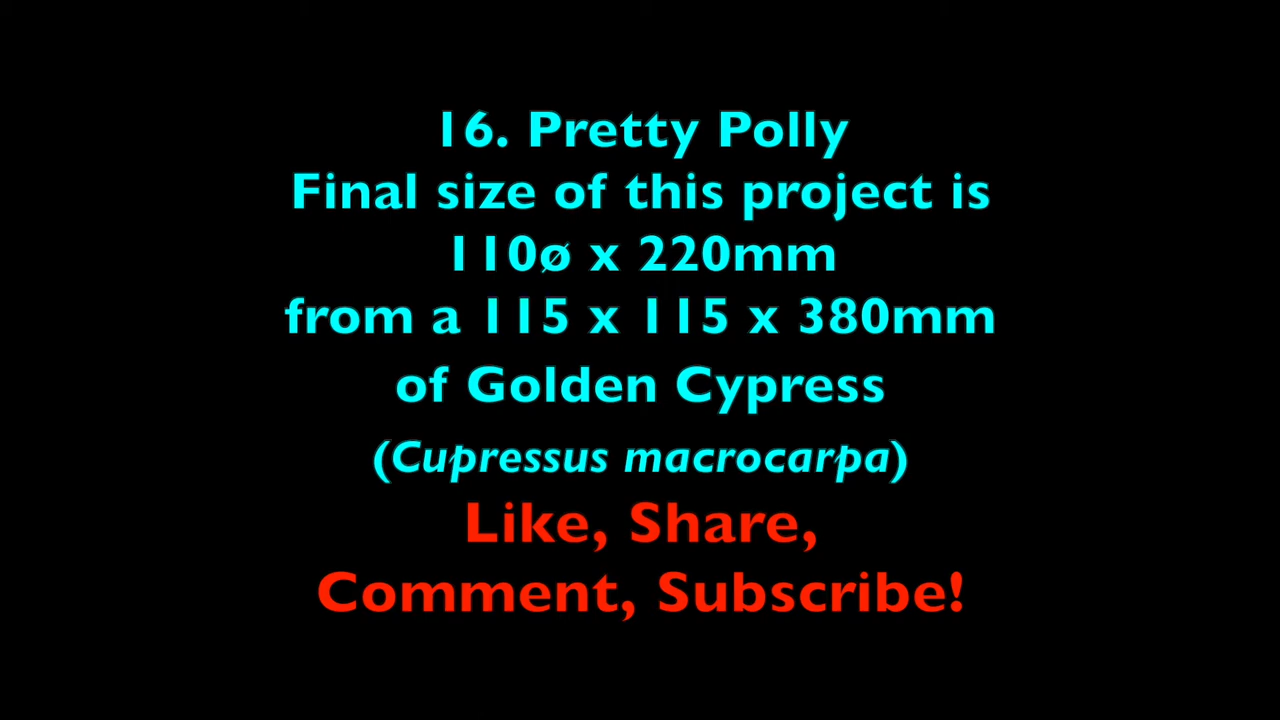 16. Pretty Polly
Final size of this project is
110ø x 220mm
from a 115 x 115 x 380mm
of Golden Cypress
(Cupressus macrocarpa)
Like, Share,
Comment, Subscribe!